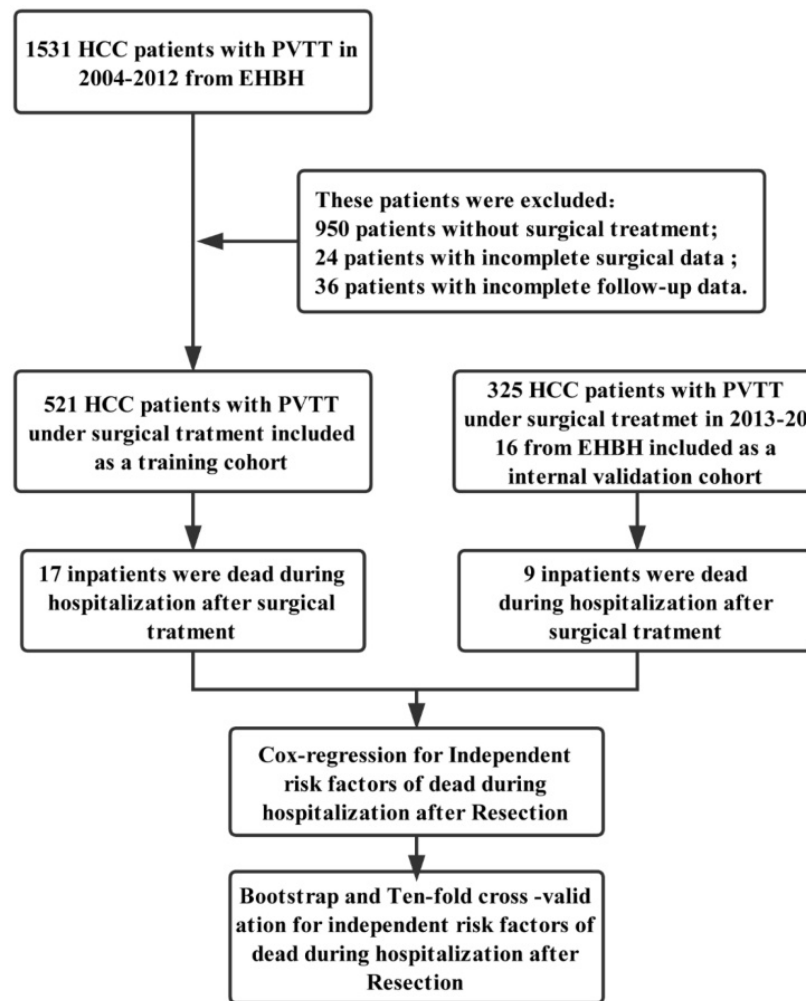 1531 HCC patients with PVTT in
2004-2012 from EHBH
These patients were excluded:
950 patients without surgical treatment;
24 patients with incomplete surgical data ;
36 patients with incomplete follow-up data.
521 HCC patients with PVTT
under surgical tratment included
as a training cohort
325 HCC patients with PVTT
under surgical treatmet in 2013-20
16 from EHBH included as a
internal validation cohort
17 inpatients were dead during
hospitalization after surgical
tratment
9 inpatients were dead
during hospitalization after
surgical tratment
Cox-regression for Independent
risk factors of dead during
hospitalization after Resection
Bootstrap and Ten-fold cross -valid
ation for independent risk factors of
dead during hospitalization after
Resection